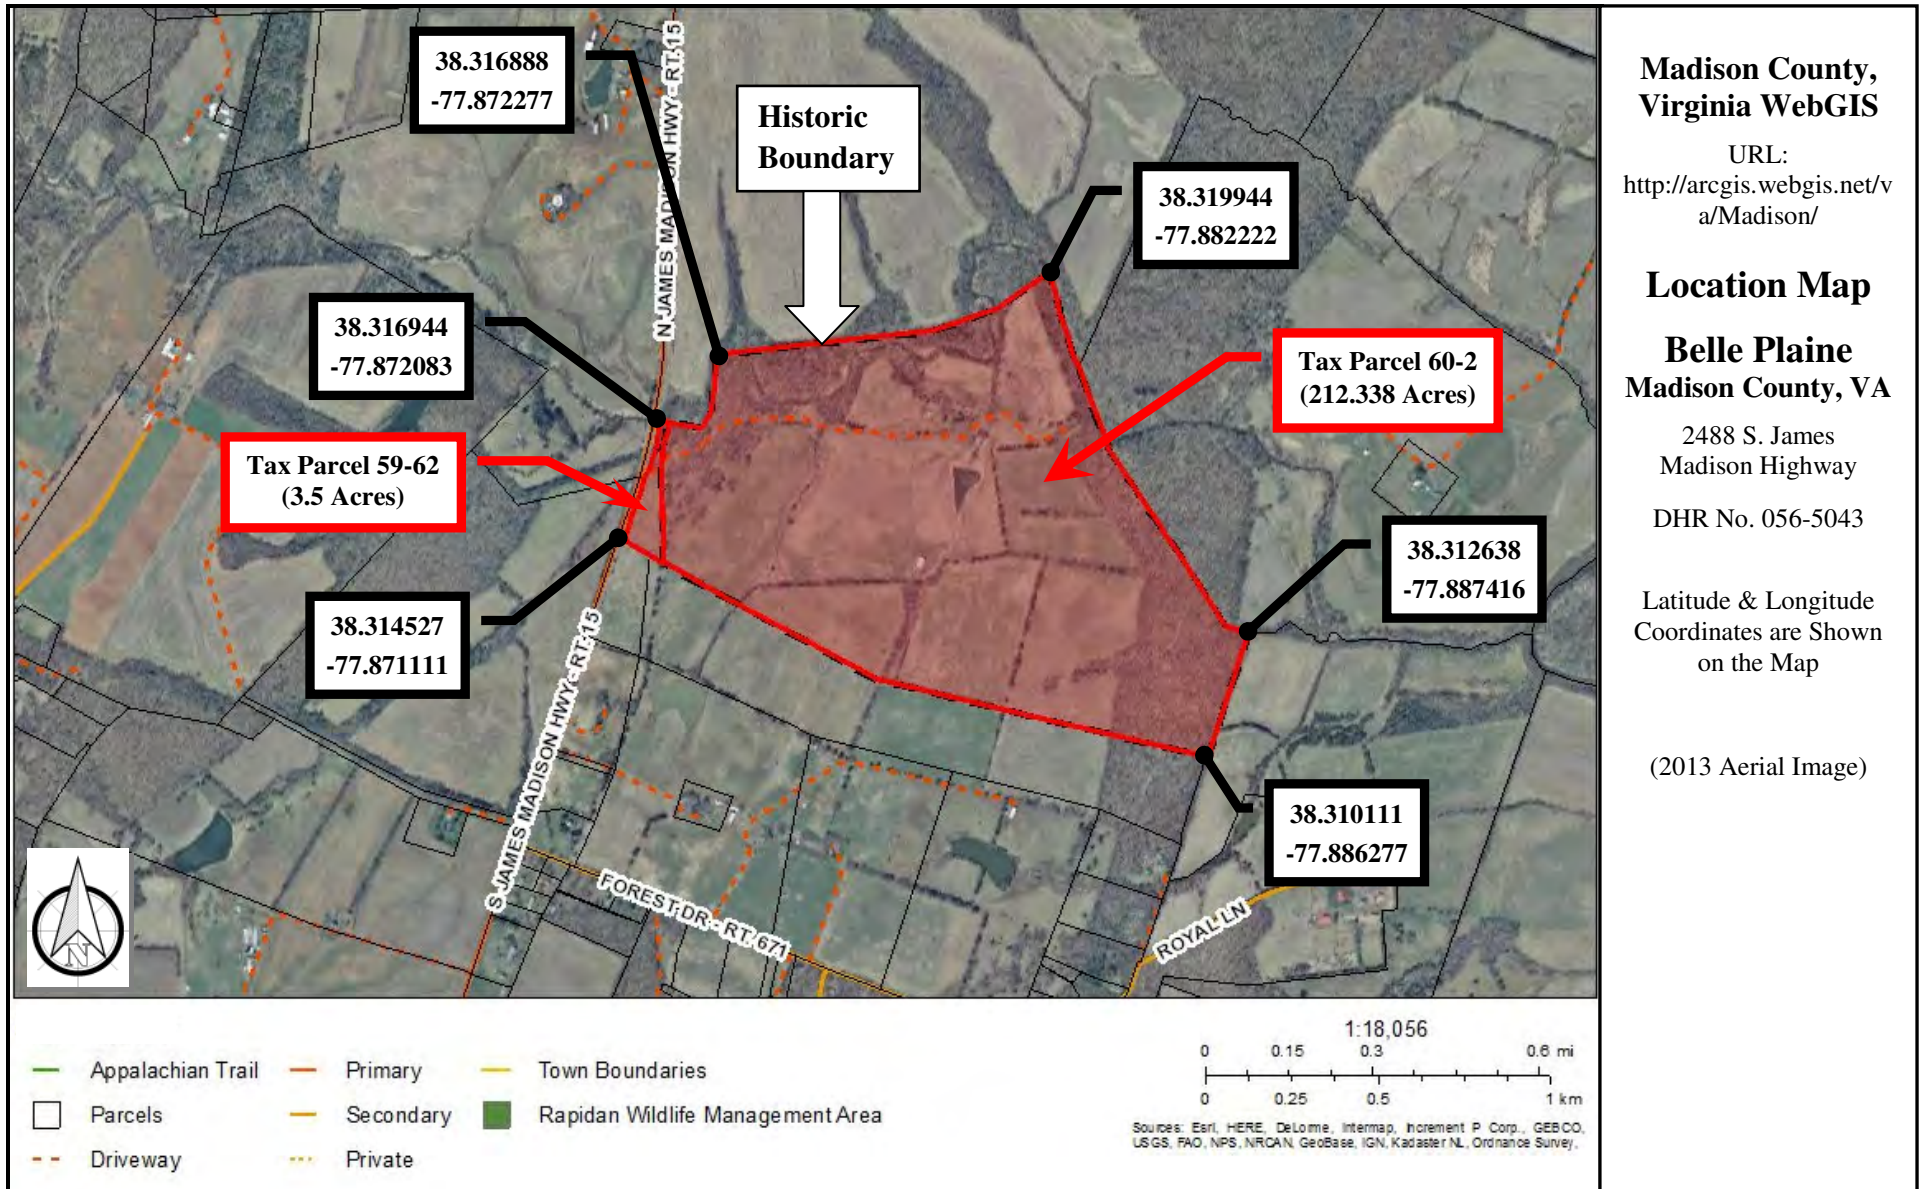 38.316888
-77.872277
Historic
Boundary
38.319944
-77.882222
38.316944
-77.872083
Tax Parcel 60-2
(212.338 Acres)
Tax Parcel 59-62
(3.5 Acres)
38.312638
-77.887416
38.314527
-77.871111
38.310111
-77.886277
N JAMES MADISON HWY - RT. 15
S JAMES MADISON HWY - RT. 15
FOREST DR - RT. 671
ROYAL LN
N
Madison County,
Virginia WebGIS
URL:
http://arcgis.webgis.net/v
a/Madison/
Location Map
Belle Plaine
Madison County, VA
2488 S. James
Madison Highway
DHR No. 056-5043
Latitude & Longitude
Coordinates are Shown
on the Map
(2013 Aerial Image)
Appalachian Trail
Parcels
Driveway
Primary
Secondary
Private
Town Boundaries
Rapidan Wildlife Management Area
1:18,056
0 0.15 0.3 0.6 mi
0 0.25 0.5 1 km
Sources: Esri, HERE, DeLorme, Intermap, increment P Corp., GEBCO,
USGS, FAO, NPS, NRCAN, GeoBase, IGN, Kadaster NL, Ordnance Survey,